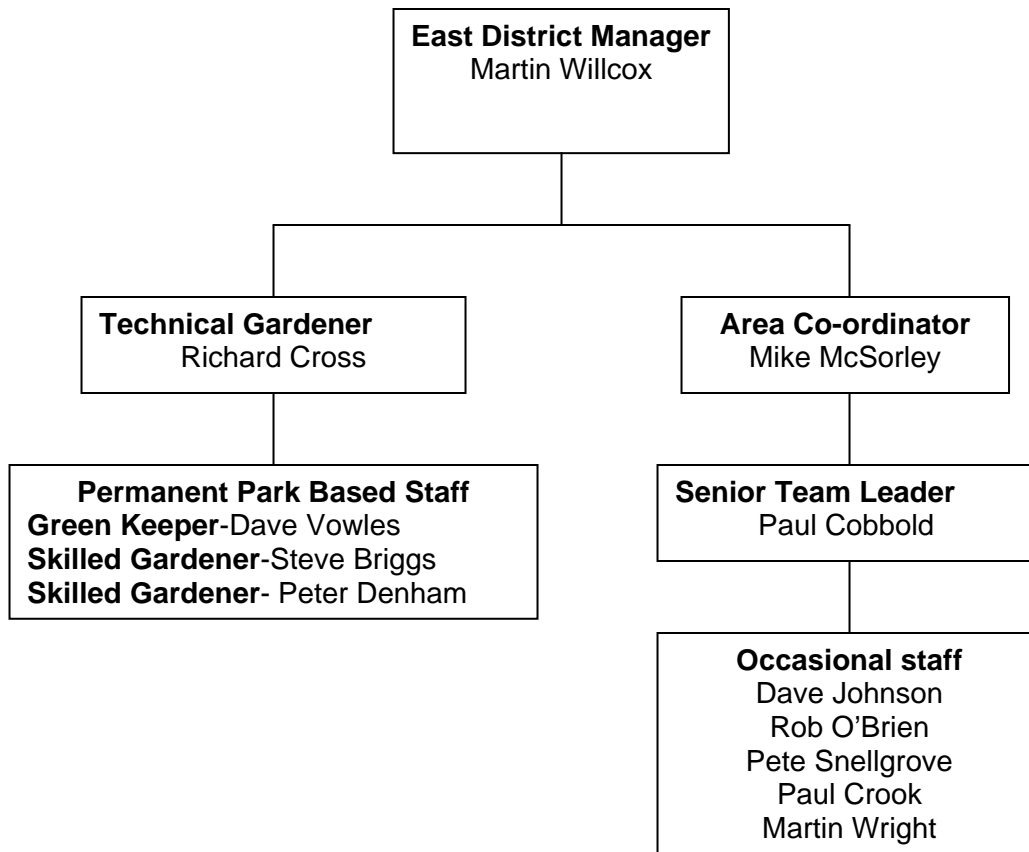 East District Manager
Martin Willcox
Technical Gardener
Richard Cross
Area Co-ordinator
Mike McSorley
Permanent Park Based Staff
Green Keeper-Dave Vowles
Skilled Gardener-Steve Briggs
Skilled Gardener- Peter Denham
Senior Team Leader
Paul Cobbold
Occasional staff
Dave Johnson
Rob O’Brien
Pete Snellgrove
Paul Crook
Martin Wright